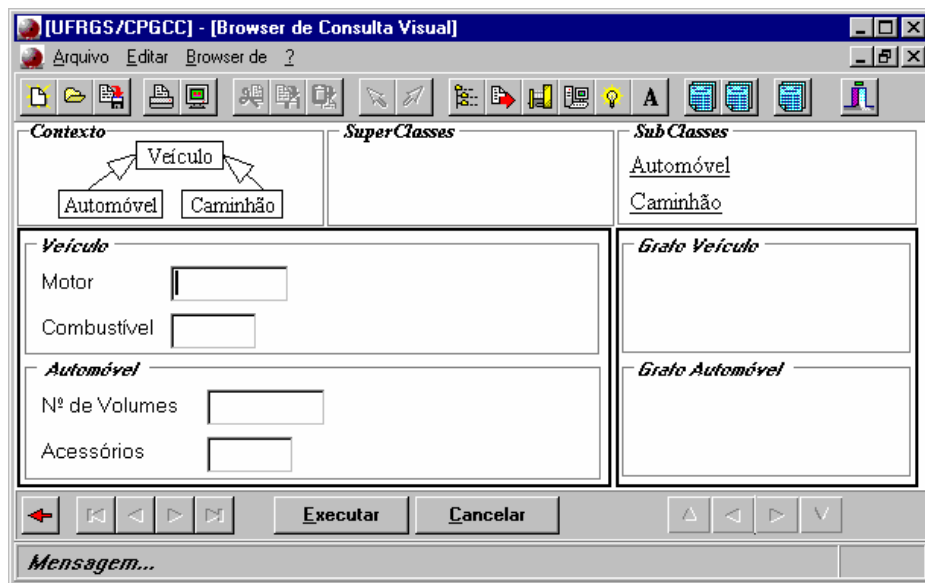 [UFRGS/CPGCC] - [Browser de Consulta Visual]
Arquivo Editar Browser de ?
A
Contexto
Veículo
Automóvel Caminhão
SuperClasses
SubClasses
Automóvel
Caminhão
Veículo
Motor
Combustível
Grafo Veículo
Automóvel
Nº de Volumes
Acessórios
Grafo Automóvel
Executar Cancelar
Mensagem...